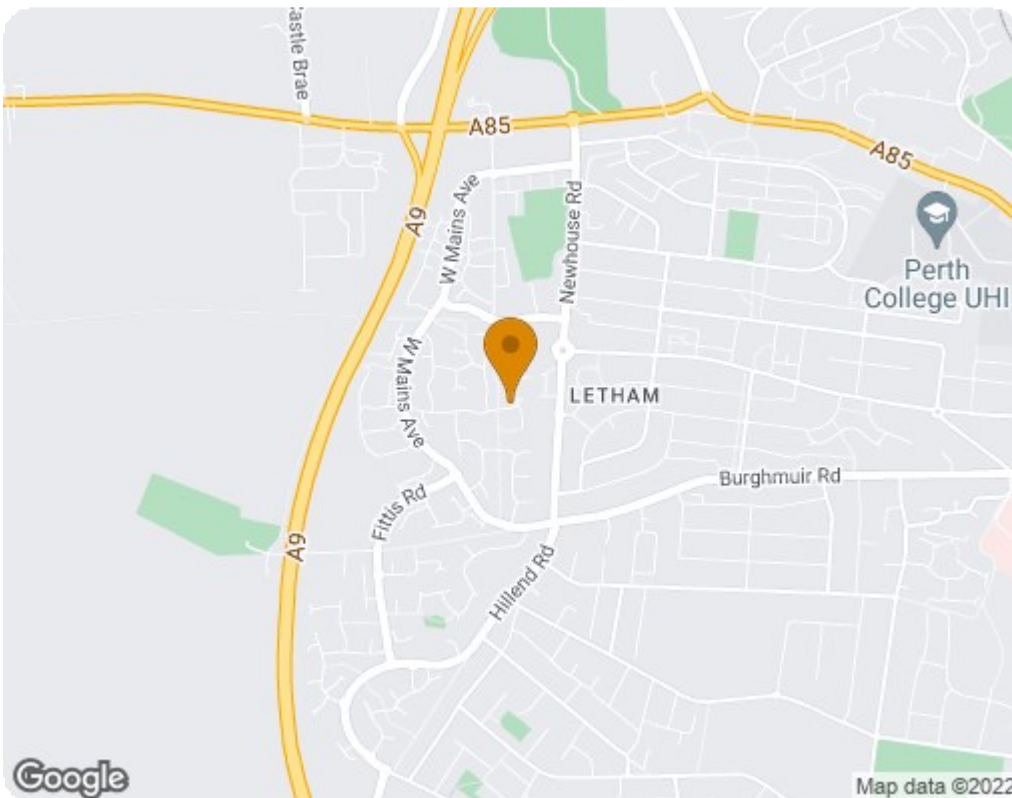 astle Brae
A85
A85
W Mains Ave
A9
Newhouse Rd
Perth
College UHI
W Mains Ave
LETHAM
Burghmuir Rd
Fittis Rd
A9
Hillend Rd
Google
Map data ©2022